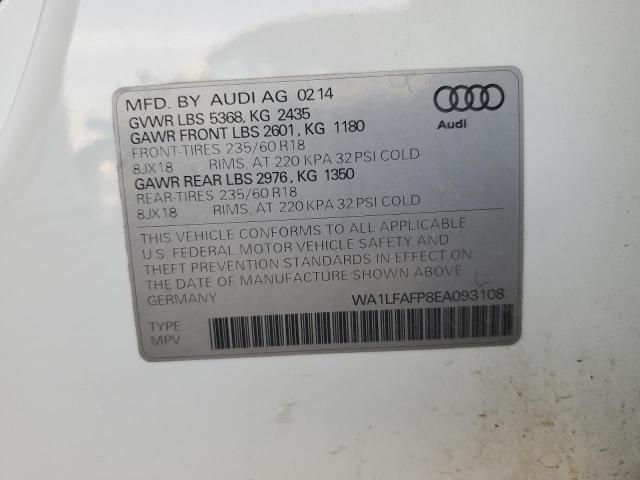 MFD. BY AUDI AG 02 14
GVWR LBS 5368, KG 2435
GAWR FRONT LBS 2601, KG 1180
FRONT-TIRES 235/60 R18
8JX18 RIMS, AT 220 KPA 32 PSI COLD
GAWR REAR LBS 2976, KG 1350
REAR-TIRES 235/60 R18
8JX18 RIMS, AT 220 KPA 32 PSI COLD
Audi
THIS VEHICLE CONFORMS TO ALL APPLICABLE
U.S. FEDERAL MOTOR VEHICLE SAFETY AND
THEFT PREVENTION STANDARDS IN EFFECT ON
THE DATE OF MANUFACTURE SHOWN ABOVE.
GERMANY WA1LFAFP8EA093108
TYPE
MPV